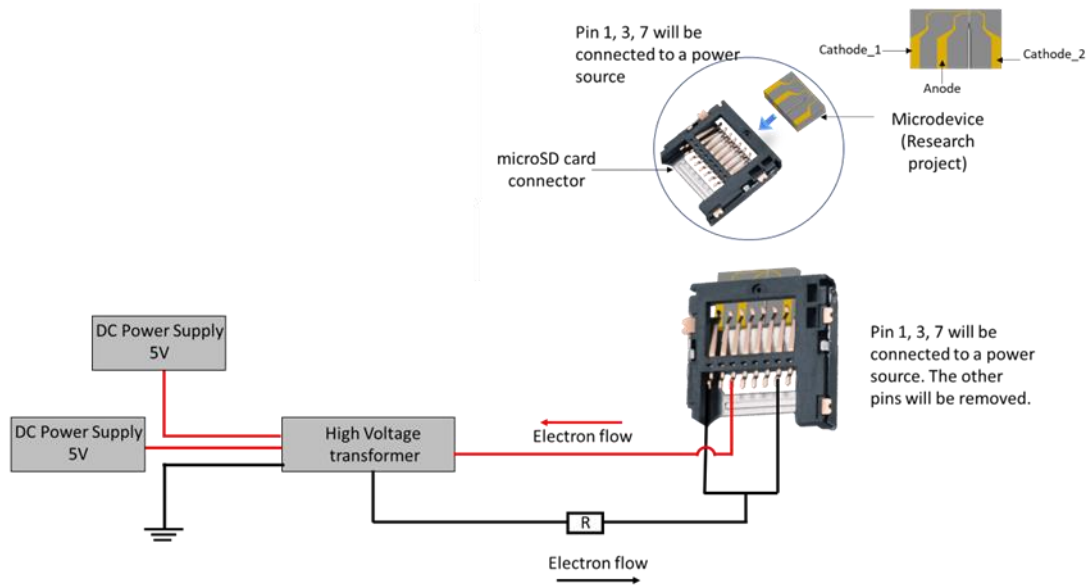 Pin 1, 3, 7 will be
connected to a power
source
Cathode_1
Cathode_2
Anode
Microdevice
(Research
project)
microSD card
connector
DC Power Supply
5V
Pin 1, 3, 7 will be
connected to a power
source. The other
pins will be removed.
DC Power Supply
5V
High Voltage
transformer
Electron flow
R
Electron flow